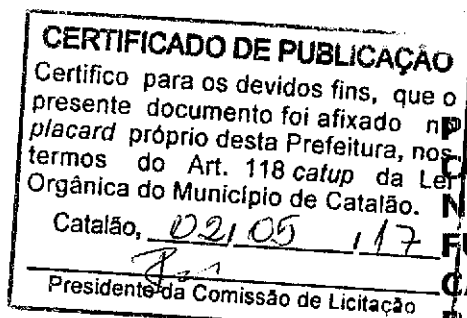 CERTIFICADO DE PUBLICAÇÃO
Certifico para os devidos fins, que o
presente documento foi afixado
placard próprio desta Prefeitura, nos
termos do Art. 118 catup da Lei
Orgânica do Município de Catalão.
Catalão, 02/05/17
Presidente da Comissão de Licitação